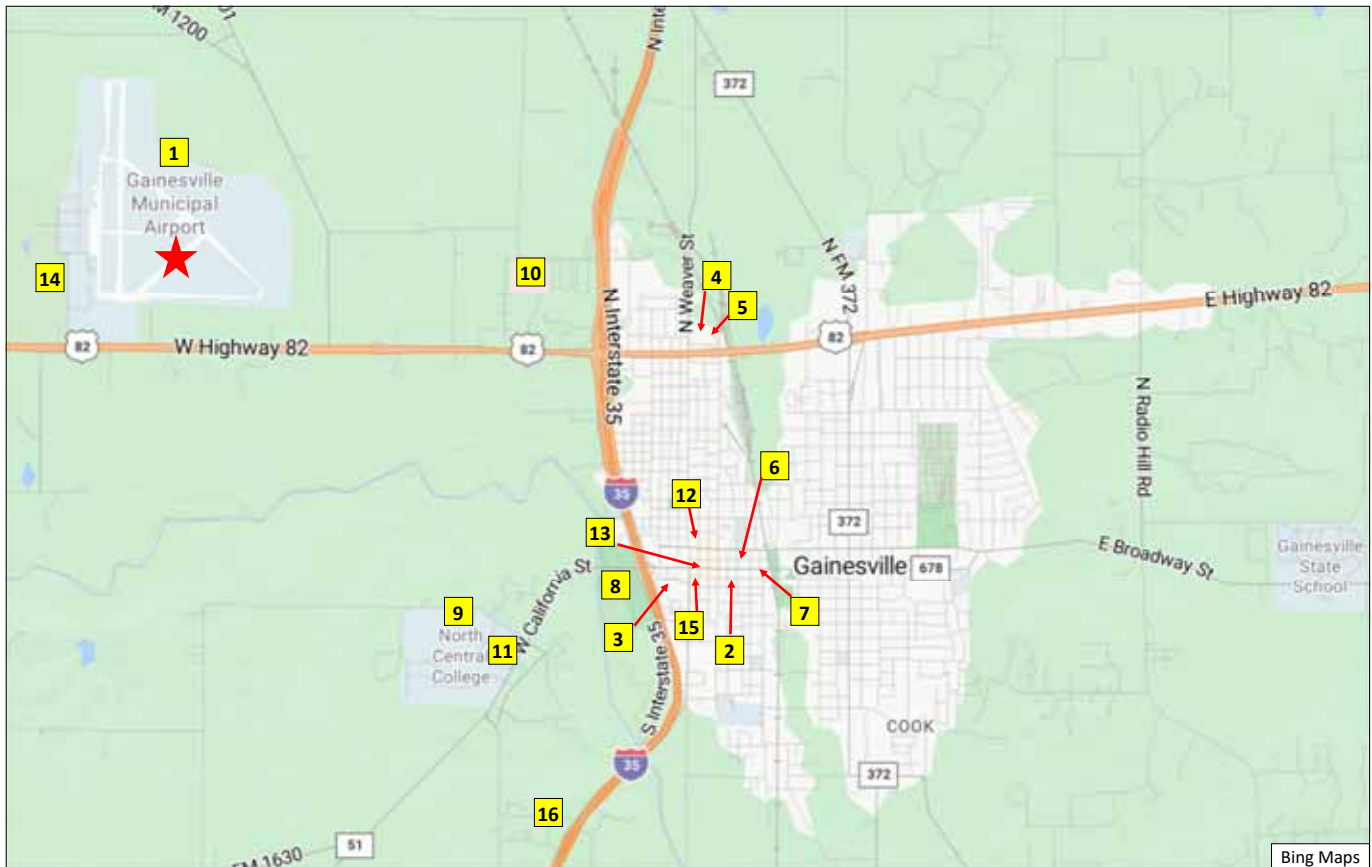 M 1200
N Inte
372
1
Gainesville
Municipal
Airport
14
10
N Weaver St
4
5
N FM 372
E Highway 82
82
W Highway 82
82
82
N Interstate 35
N Radio Hill Rd
35
6
12
372
13
E Broadway St
Gainesville
678
Gainesville
State
School
W California St
8
9
North
Central
College
11
3
15
2
7
S Interstate 35
COOK
35
372
16
51
FM 1630
Bing Maps